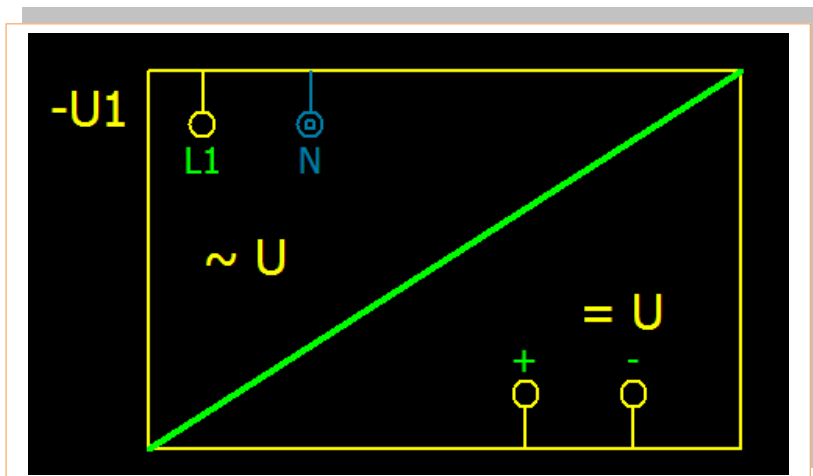 -U1
L1 N
~ U
= U
+ -